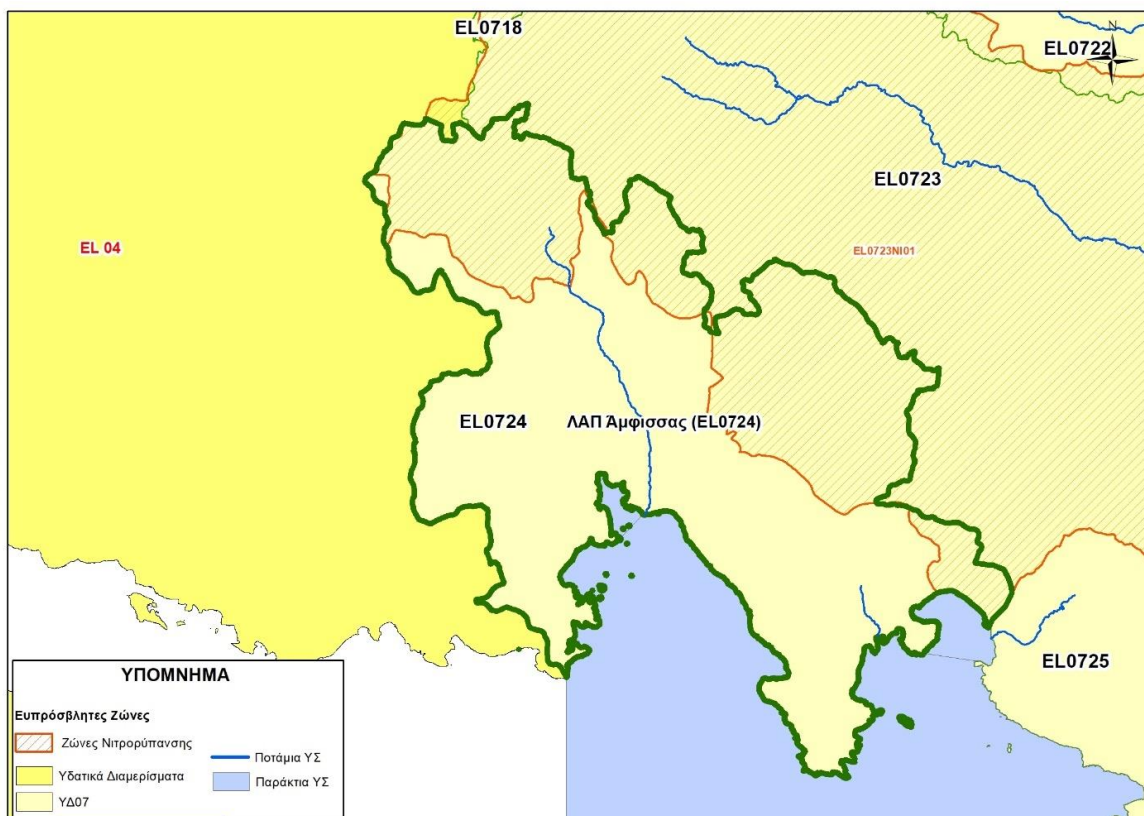 EL0718
N
EL0722
EL0723
EL 04
EL0723NI01
EL0724
ΛΑΠ Άμφισσας (EL0724)
EL0725
ΥΠΟΜΝΗΜΑ
Ευπρόσβλητες Ζώνες
Ζώνες Νιτρορύπανσης
Ποτάμια ΥΣ
Υδατικά Διαμερίσματα
Παράκτια ΥΣ
ΥΔ07